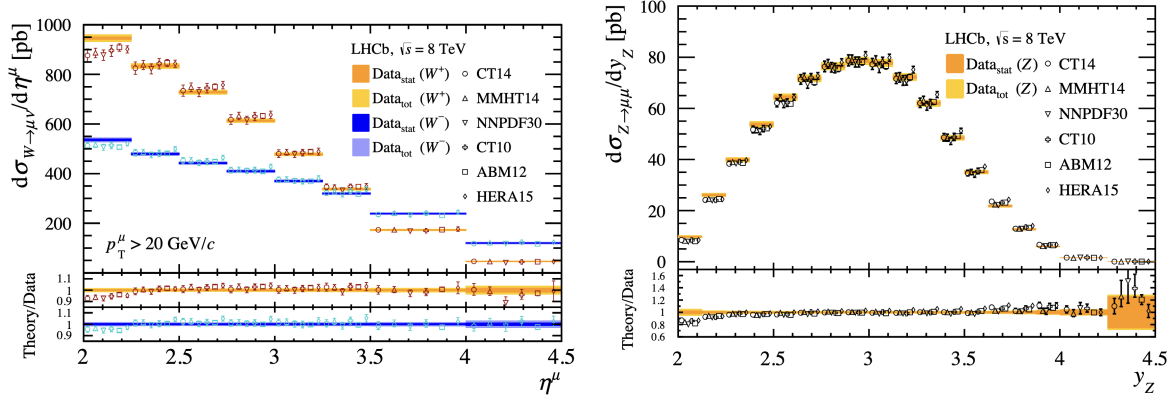 dσ_{W→μν}/dη^μ [pb]
1000
800
600
400
200
LHCb, √s = 8 TeV
Data_stat (W⁺)
Data_tot (W⁺)
Data_stat (W⁻)
Data_tot (W⁻)
CT14
MMHT14
NNPDF30
CT10
ABM12
HERA15
p_T^μ > 20 GeV/c
Theory/Data
1.1
1
0.9
1.1
1
0.9
2 2.5 3 3.5 4 4.5
η^μ
dσ_{Z→μμ}/dy_Z [pb]
100
80
60
40
20
0
LHCb, √s = 8 TeV
Data_stat (Z)
Data_tot (Z)
CT14
MMHT14
NNPDF30
CT10
ABM12
HERA15
Theory/Data
1.6
1.4
1.2
1
0.8
0.6
2 2.5 3 3.5 4 4.5
y_Z